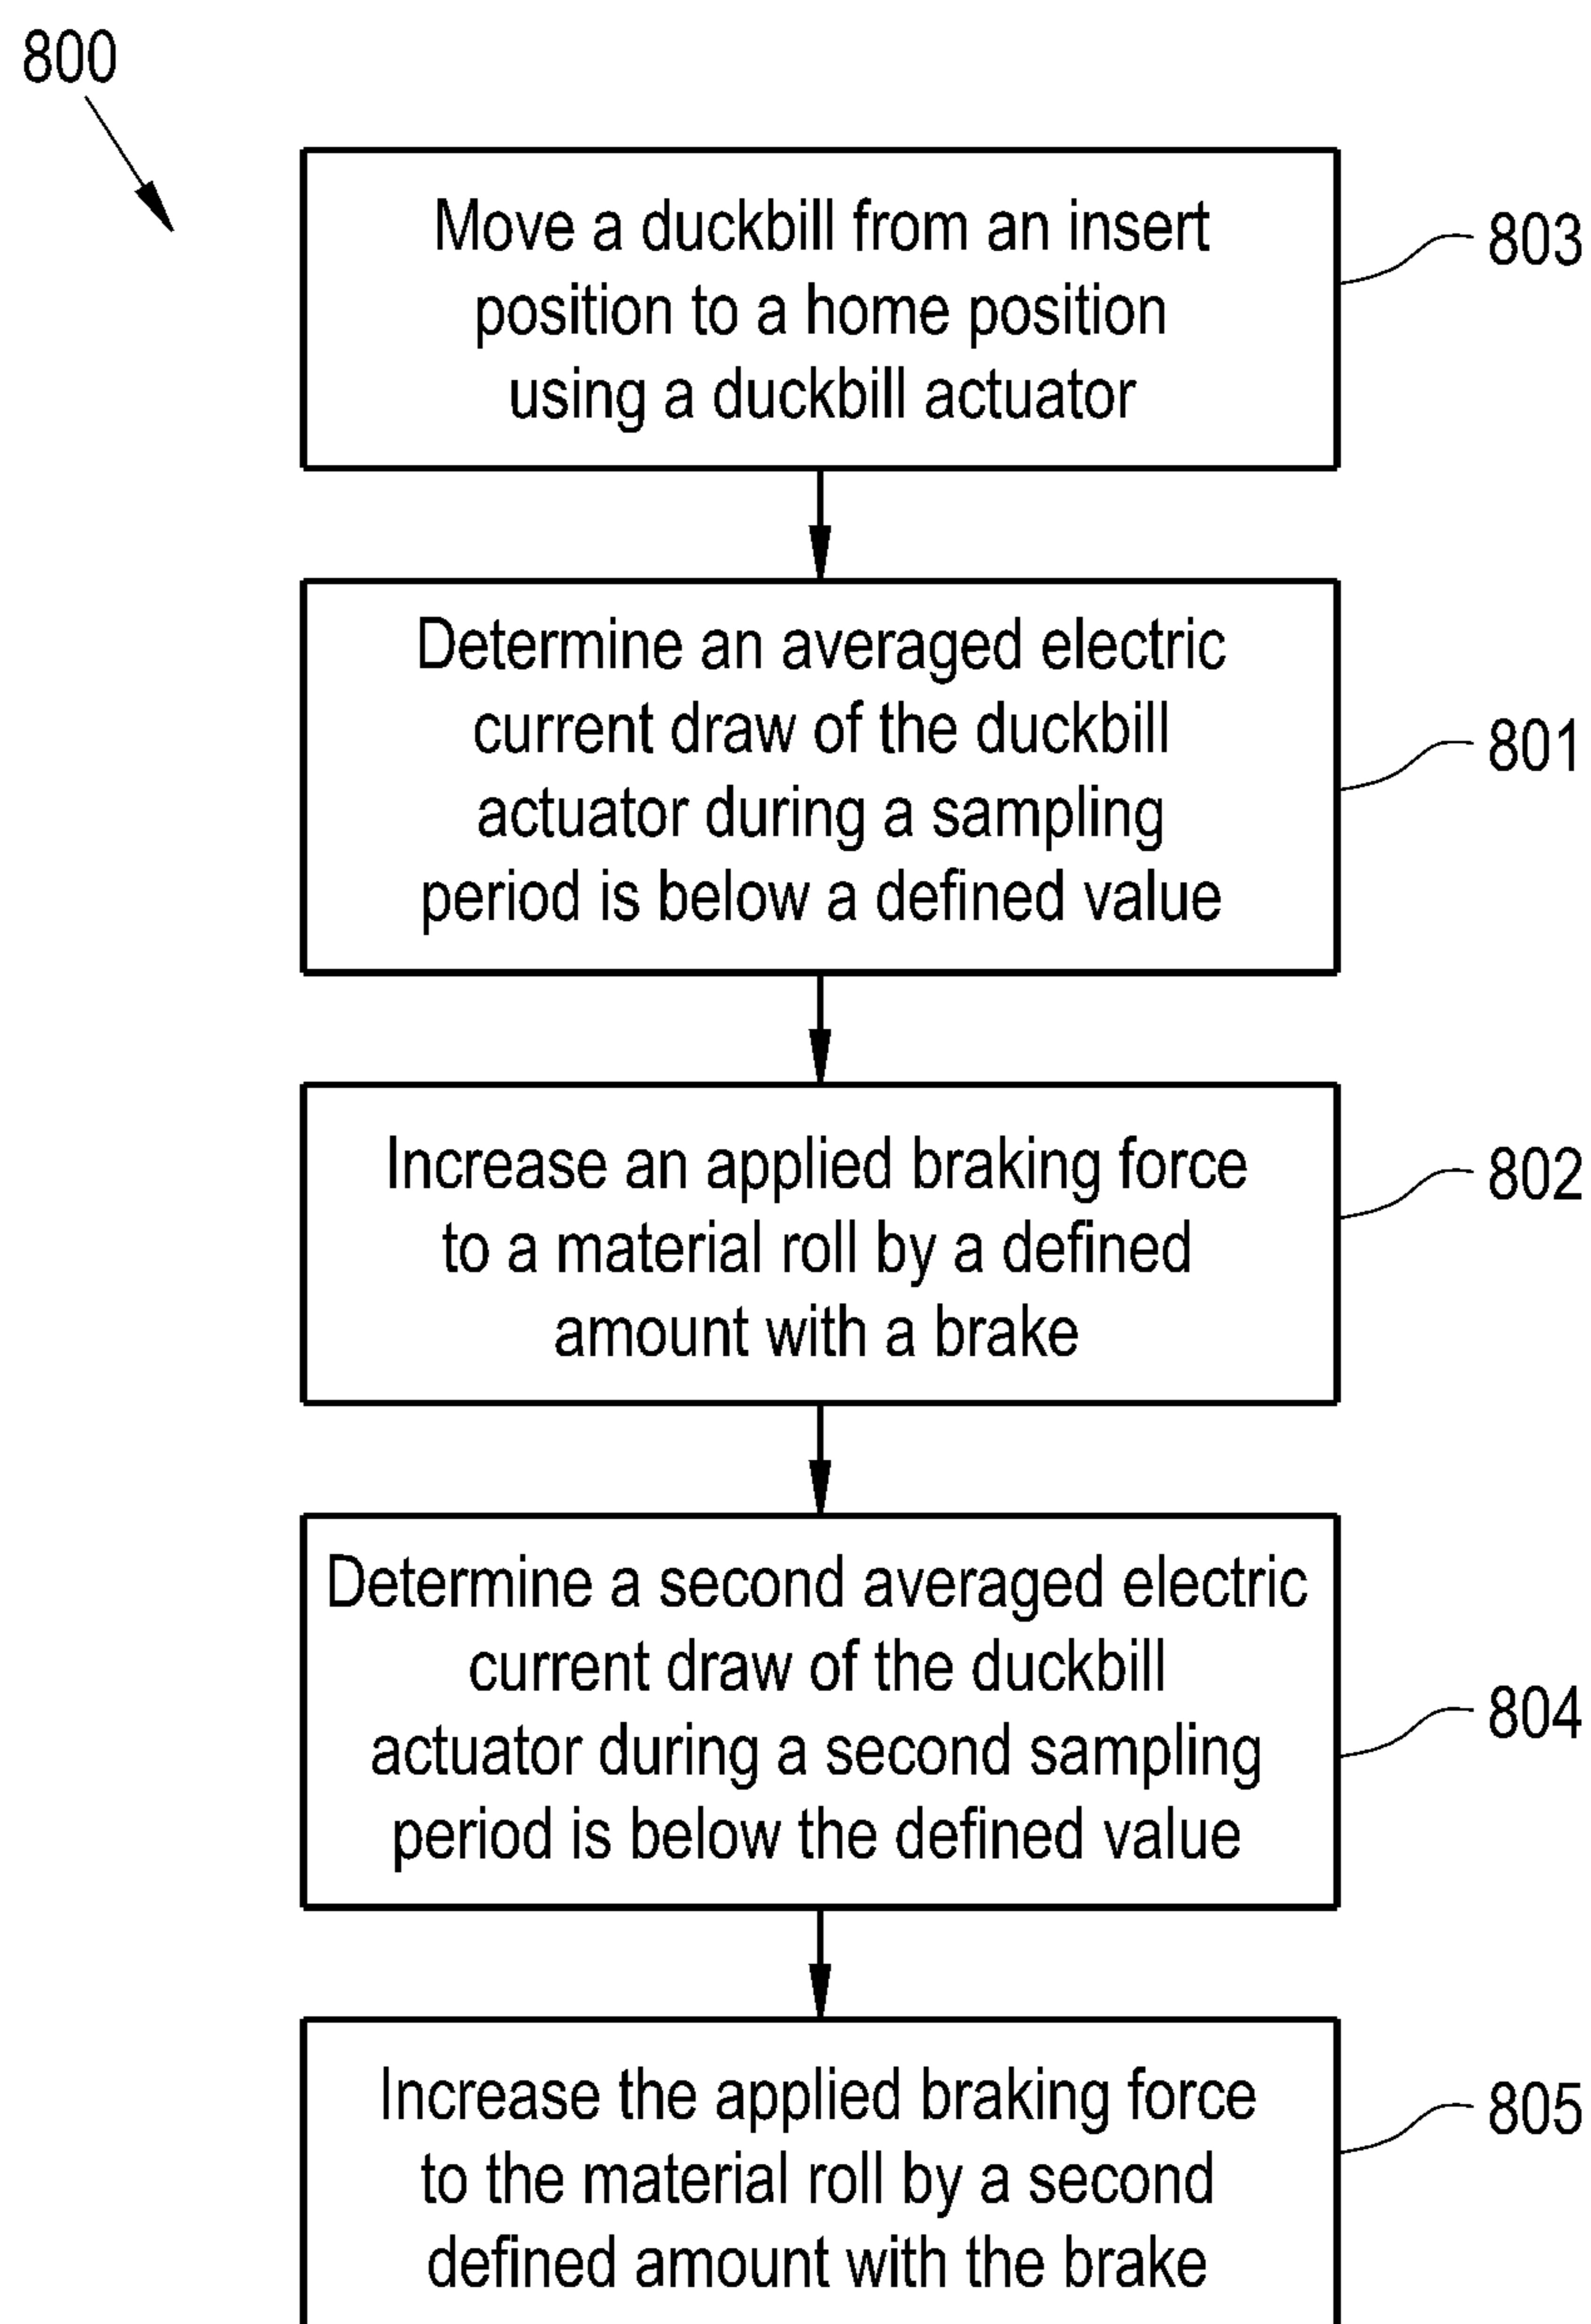 800
Move a duckbill from an insert
position to a home position
using a duckbill actuator
803
Determine an averaged electric
current draw of the duckbill
actuator during a sampling
period is below a defined value
801
Increase an applied braking force
to a material roll by a defined
amount with a brake
802
Determine a second averaged electric
current draw of the duckbill
actuator during a second sampling
period is below the defined value
804
Increase the applied braking force
to the material roll by a second
defined amount with the brake
805